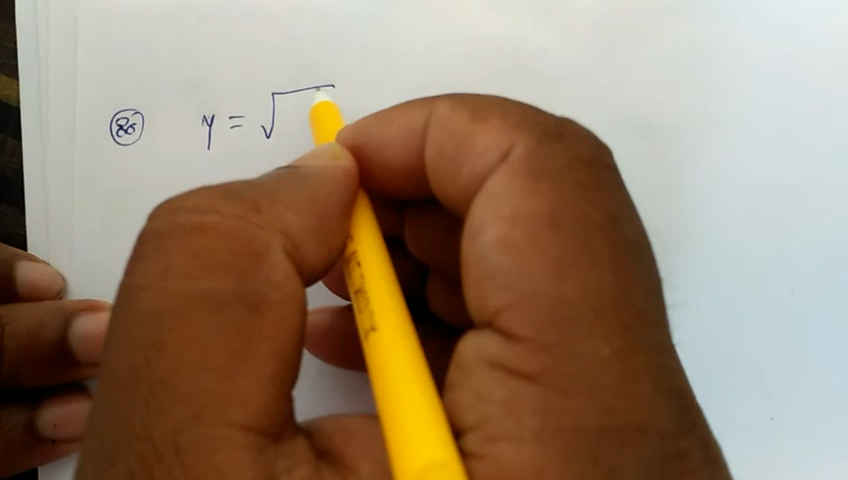 86 y = √